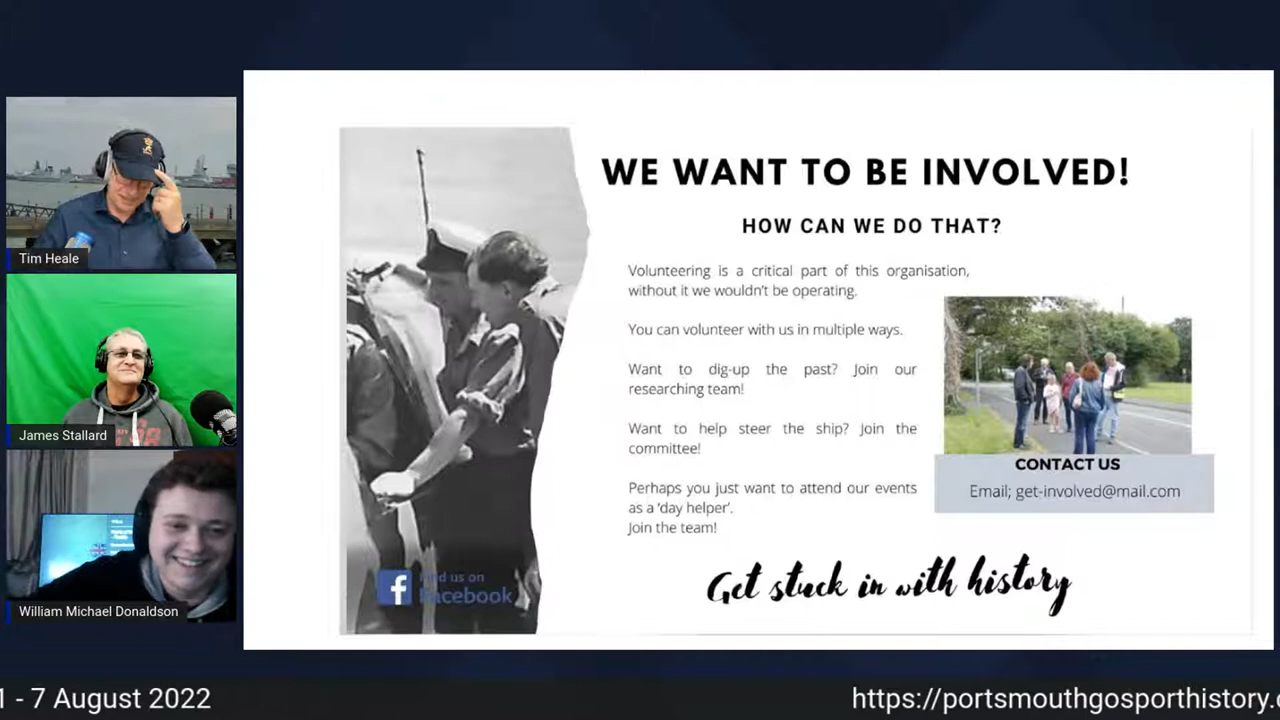 Tim Heale
James Stallard
William Michael Donaldson
WE WANT TO BE INVOLVED!
HOW CAN WE DO THAT?
Volunteering is a critical part of this organisation,
without it we wouldn't be operating.
You can volunteer with us in multiple ways.
Want to dig-up the past? Join our
researching team!
Want to help steer the ship? Join the
committee!
Perhaps you just want to attend our events
as a 'day helper'.
Join the team!
CONTACT US
Email; get-involved@mail.com
Get stuck in with history
f
us on
facebook
- 7 August 2022
https://portsmouthgosporthistory.